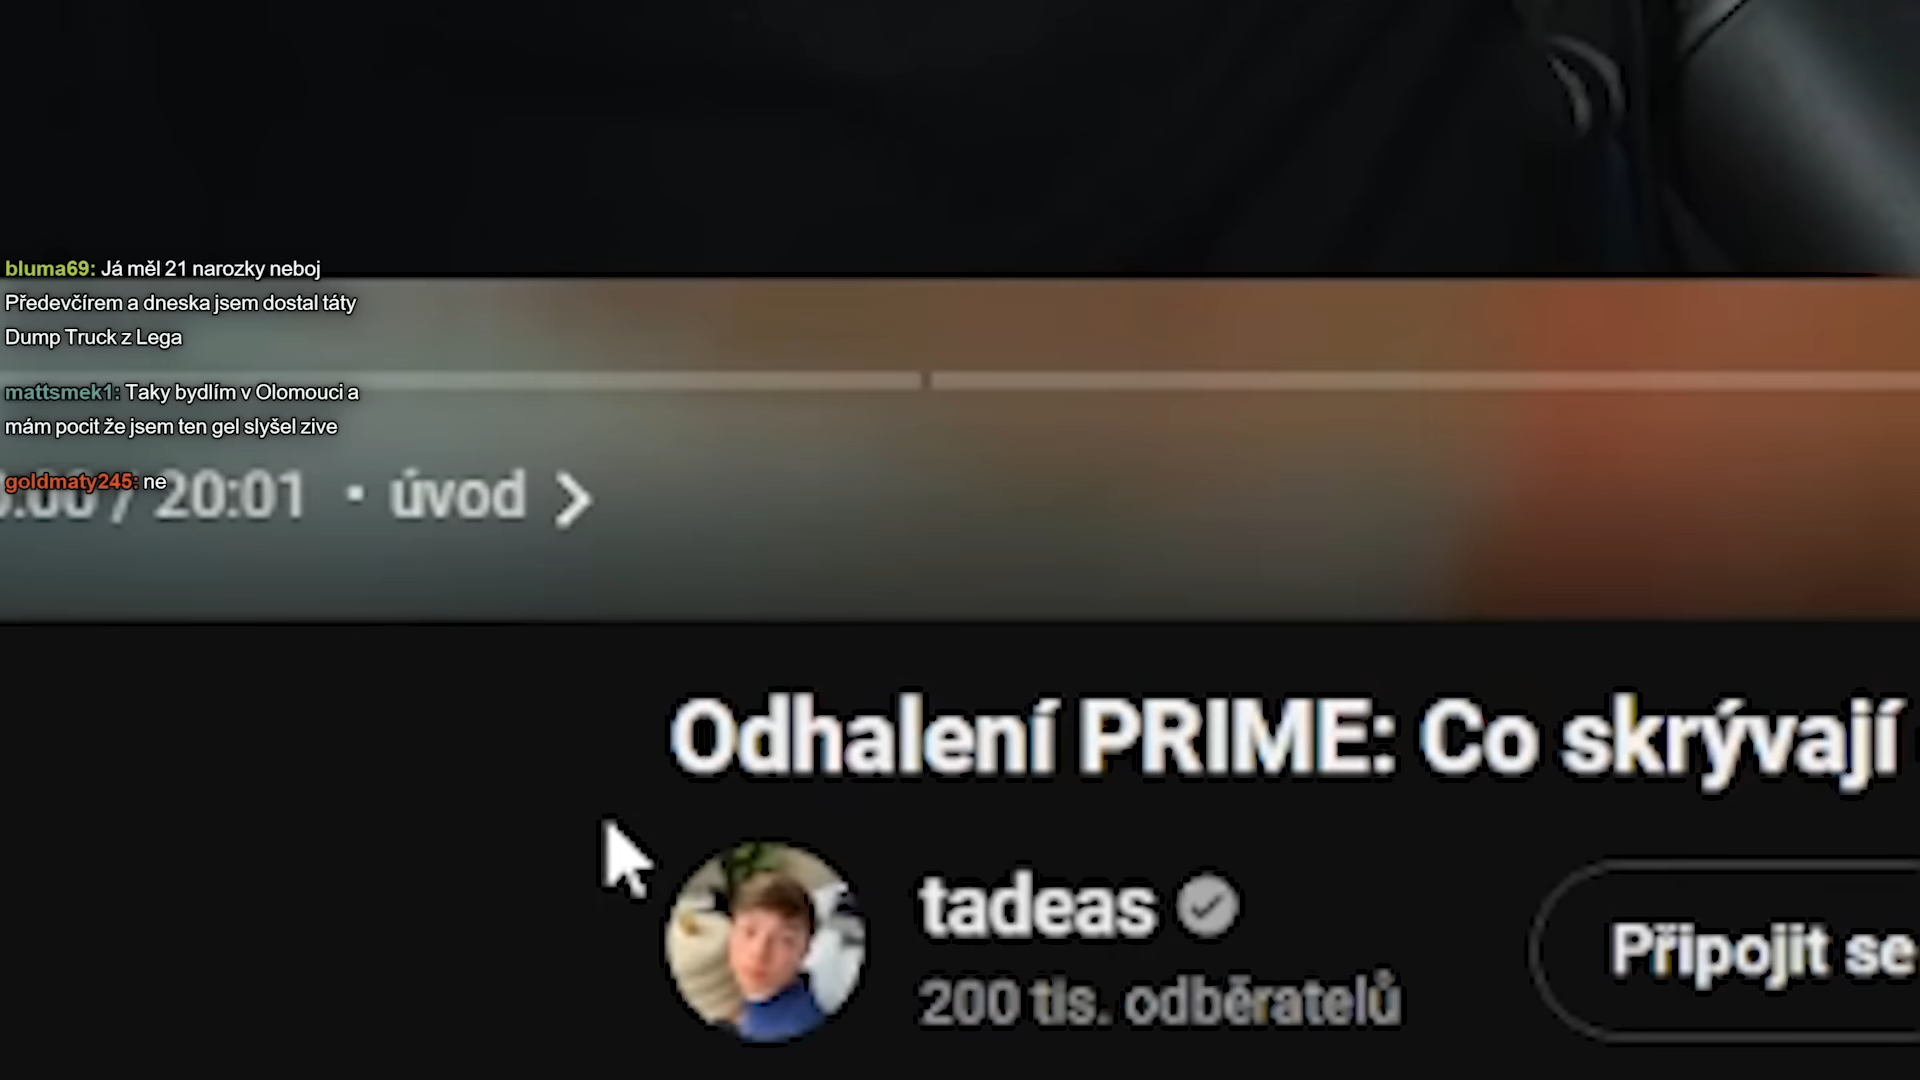 bluma69: Já měl 21 narozky neboj
Předevčírem a dneska jsem dostal táty
Dump Truck z Lega
mattsmek1: Taky bydlím v Olomouci a
mám pocit že jsem ten gel slyšel zive
goldmaty245: ne
/ 20:01 • úvod
Odhalení PRIME: Co skrývají
tadeas
200 tis. odběratelů
Připojit se